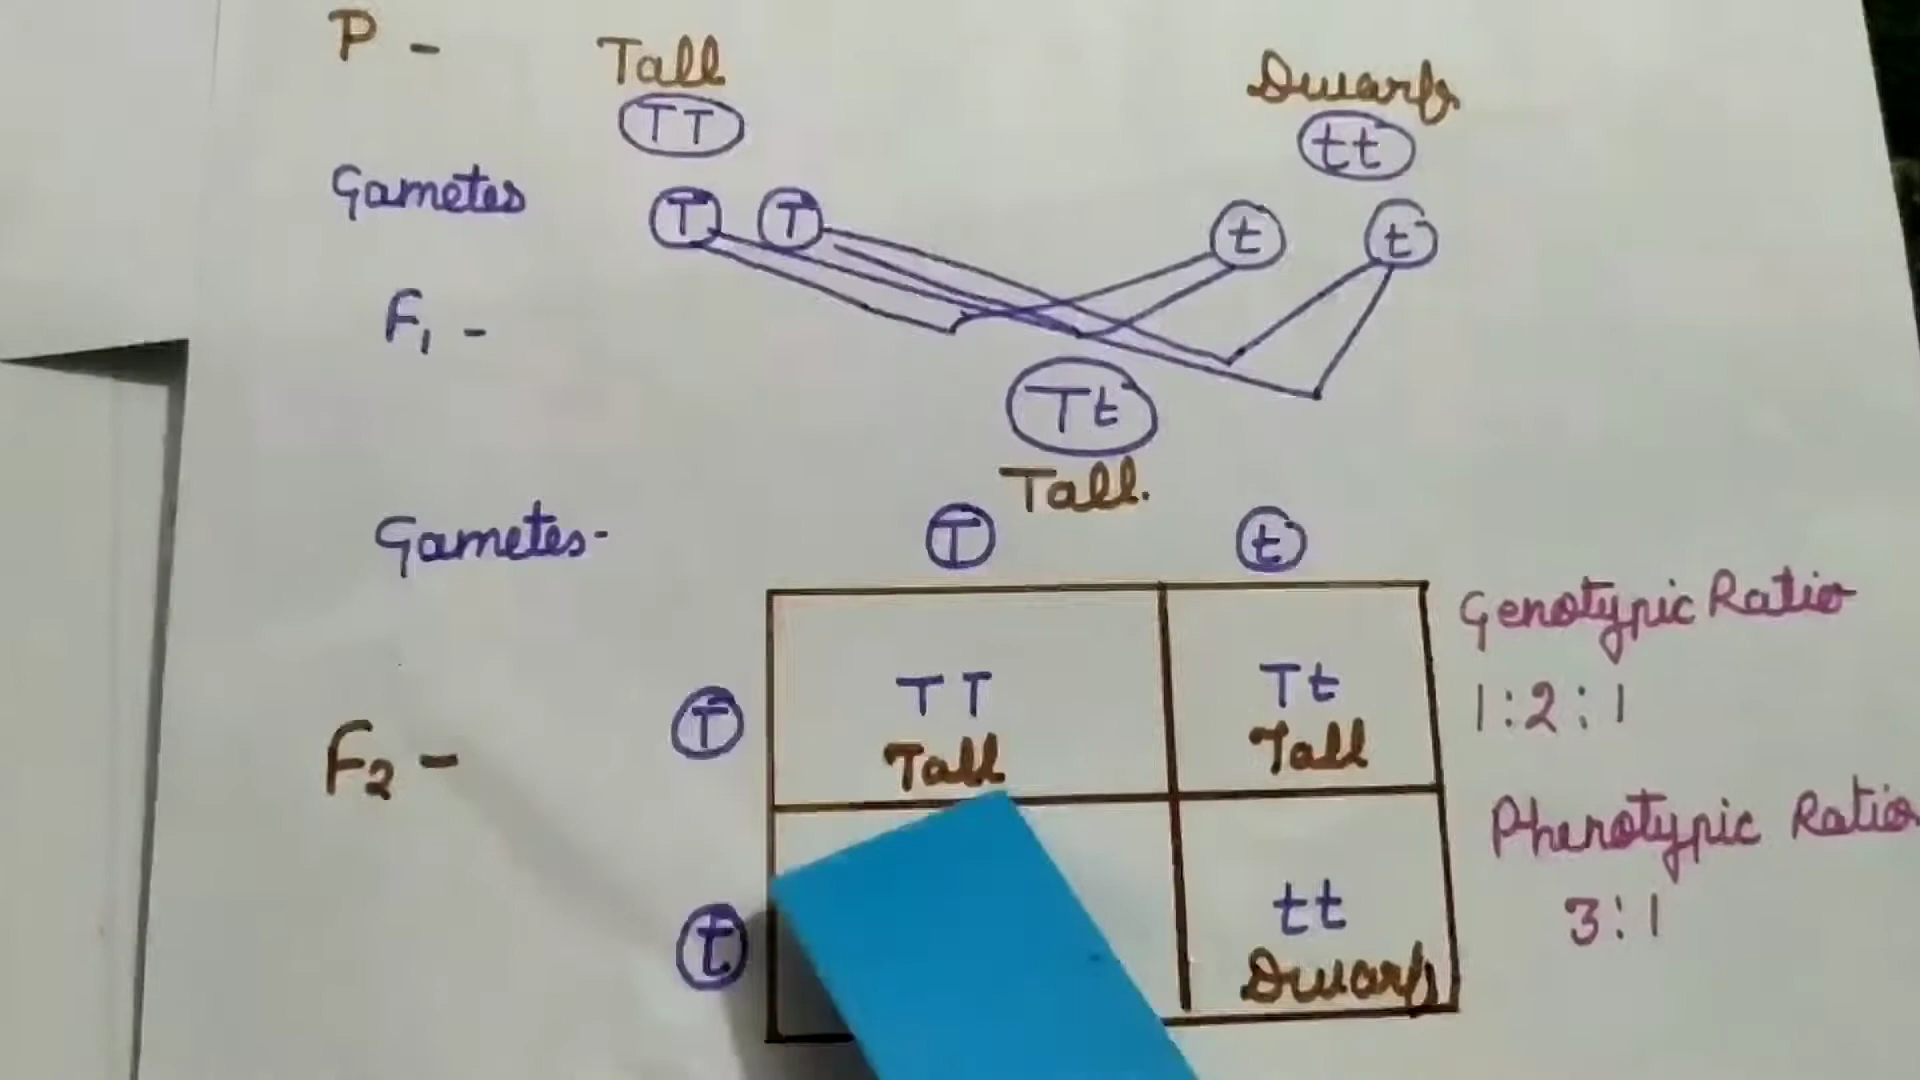 P - Tall Dwarf
TT tt
Gametes T T t t
F1 -
Tt
Tall.
Gametes- T t
Genotypic Ratio
T TT Tt 1:2:1
Tall Tall
F2 -
Phenotypic Ratio
t tt 3:1
Dwarf